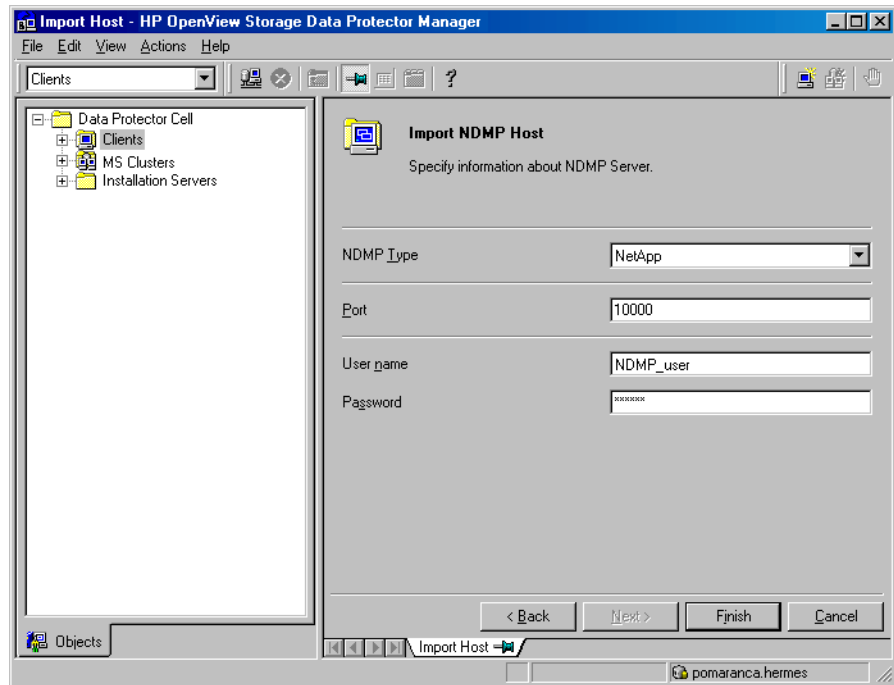 Import Host - HP OpenView Storage Data Protector Manager
File Edit View Actions Help
Clients
Data Protector Cell
Clients
MS Clusters
Installation Servers
Import NDMP Host
Specify information about NDMP Server.
NDMP Type NetApp
Port 10000
User name NDMP_user
Password ××××××
< Back Next > Finish Cancel
Objects
Import Host
pomaranca.hermes